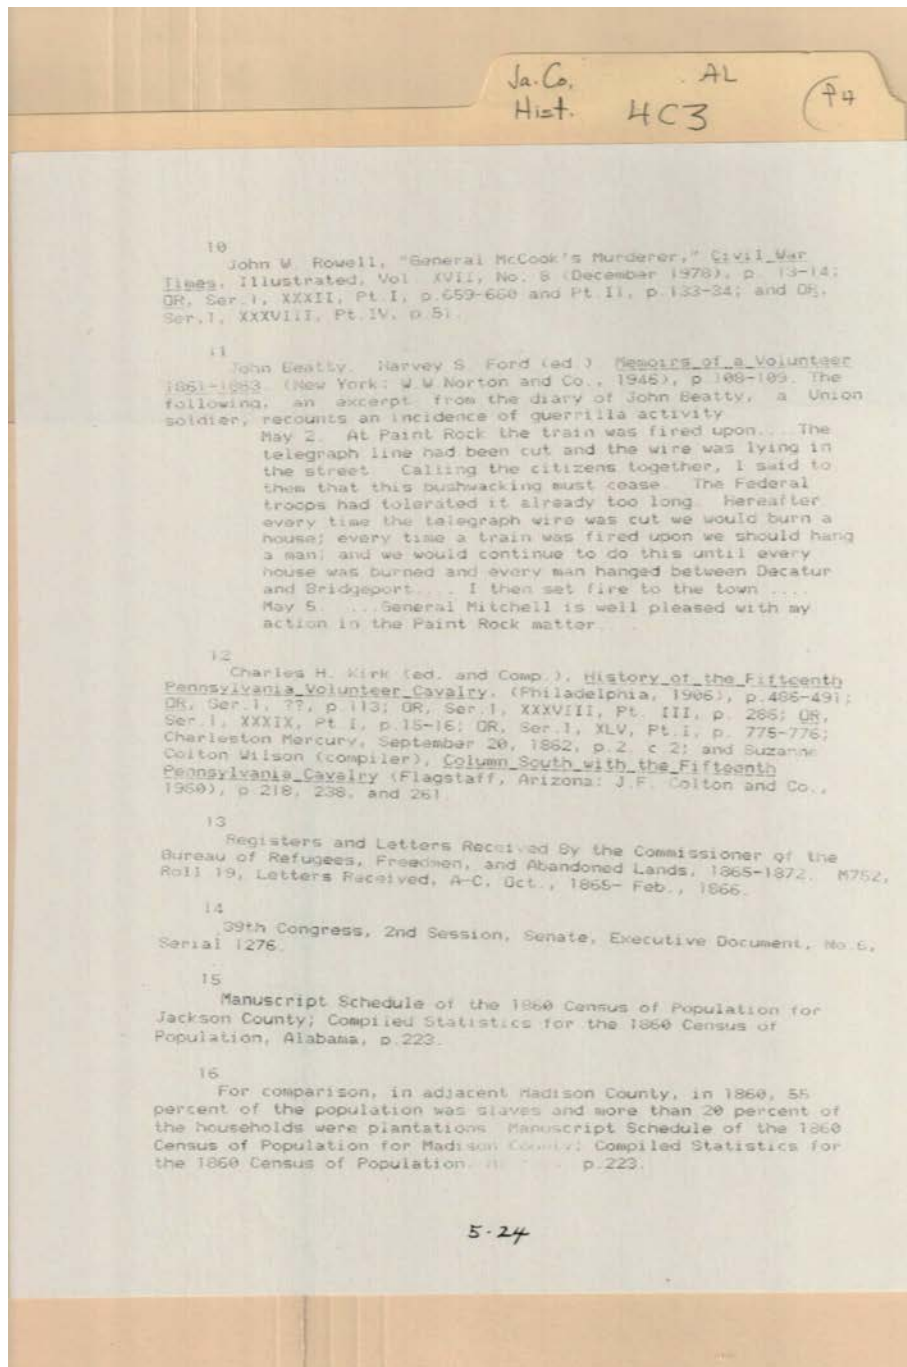 Ja. Co. AL
Hist. 4C3 P4
10
John W. Rowell, "General McCook's Murderer," Civil War
Times, Illustrated, Vol. XVII, No. 8 (December 1978), p. 13-14;
OR, Ser.I, XXXII, Pt.I, p.659-660 and Pt.II, p.133-34; and OR,
Ser.I, XXXVIII, Pt.IV, p.51.
11
John Beatty. Harvey S. Ford (ed.) Memoirs of a Volunteer
1861-1863. (New York: W.W.Norton and Co., 1946), p.108-109. The
following, an excerpt from the diary of John Beatty, a Union
soldier, recounts an incidence of guerrilla activity
May 2. At Paint Rock the train was fired upon.... The
telegraph line had been cut and the wire was lying in
the street. Calling the citizens together, I said to
them that this bushwacking must cease. The Federal
troops had tolerated it already too long. Hereafter
every time the telegraph wire was cut we would burn a
house; every time a train was fired upon we should hang
a man; and we would continue to do this until every
house was burned and every man hanged between Decatur
and Bridgeport.... I then set fire to the town ....
May 5. ...General Mitchell is well pleased with my
action in the Paint Rock matter....
12
Charles H. Kirk (ed. and Comp.), History of the Fifteenth
Pennsylvania Volunteer Cavalry, (Philadelphia, 1906), p.486-491;
OR, Ser.I, ??, p.113; OR, Ser.I, XXXVIII, Pt. III, p. 286; OR,
Ser.I, XXXIX, Pt.I, p.15-16; OR, Ser.I, XLV, Pt.I, p. 775-776;
Charleston Mercury, September 20, 1862, p.2. c.2; and Suzanne
Colton Wilson (compiler), Column South with the Fifteenth
Pennsylvania Cavalry (Flagstaff, Arizona: J.F. Colton and Co.,
1960), p.218, 238, and 261.
13
Registers and Letters Received By the Commissioner of the
Bureau of Refugees, Freedmen, and Abandoned Lands, 1865-1872. M752,
Roll 19, Letters Received, A-C, Oct., 1865- Feb., 1866.
14
39th Congress, 2nd Session, Senate, Executive Document, No.6,
Serial 1276.
15
Manuscript Schedule of the 1860 Census of Population for
Jackson County; Compiled Statistics for the 1860 Census of
Population, Alabama, p.223.
16
For comparison, in adjacent Madison County, in 1860, 55
percent of the population was slaves and more than 20 percent of
the households were plantations. Manuscript Schedule of the 1860
Census of Population for Madison County; Compiled Statistics for
the 1860 Census of Population p.223.
5-24